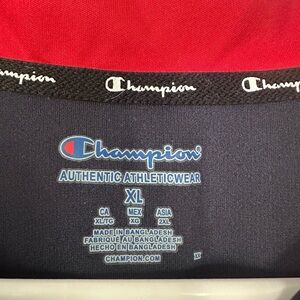 Champion Champion Champion
Champion
AUTHENTIC ATHLETICWEAR
XL
CA MEX ASIA
XL/TG XG 2XL
MADE IN BANGLADESH
FABRIQUÉ AU BANGLADESH
HECHO EN BANGLADESH
CHAMPION.COM